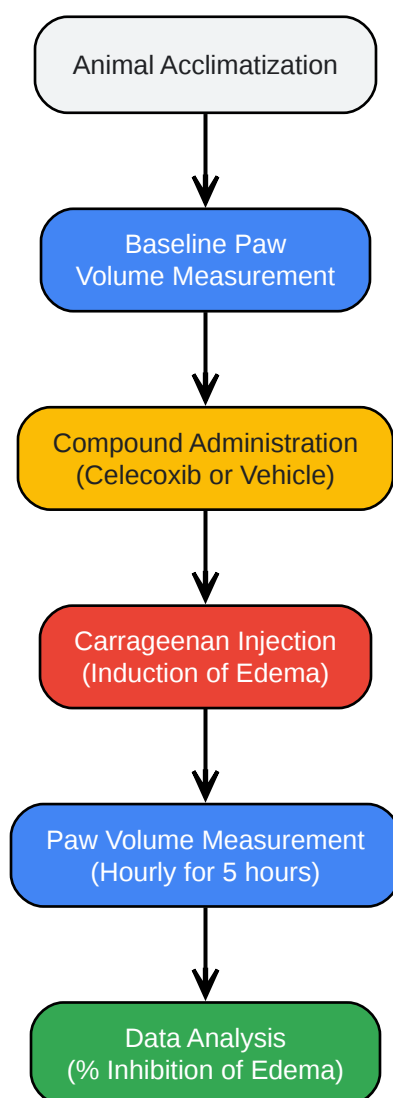 Animal Acclimatization
Baseline Paw
Volume Measurement
Compound Administration
(Celecoxib or Vehicle)
Carrageenan Injection
(Induction of Edema)
Paw Volume Measurement
(Hourly for 5 hours)
Data Analysis
(% Inhibition of Edema)